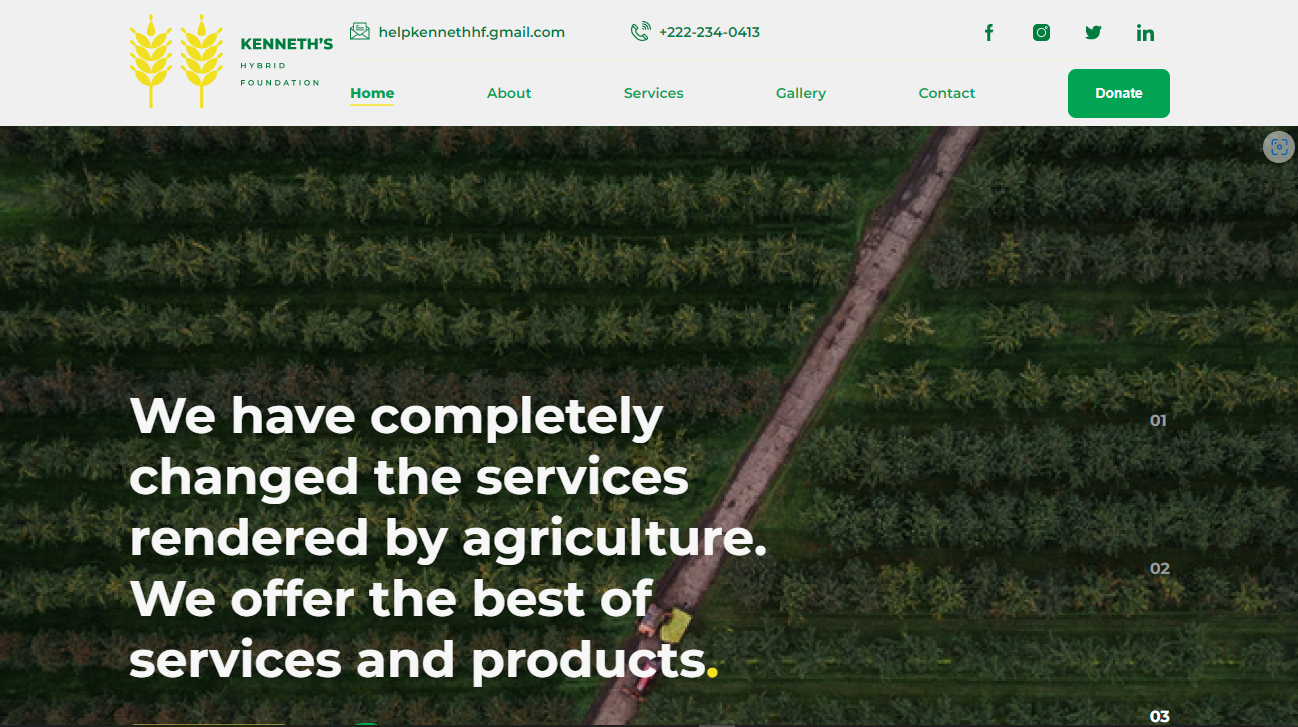 KENNETH'S
HYBRID
FOUNDATION
helpkennethhf.gmail.com
+222-234-0413
Home
About
Services
Gallery
Contact
Donate
We have completely
changed the services
rendered by agriculture.
We offer the best of
services and products.
01
02
03